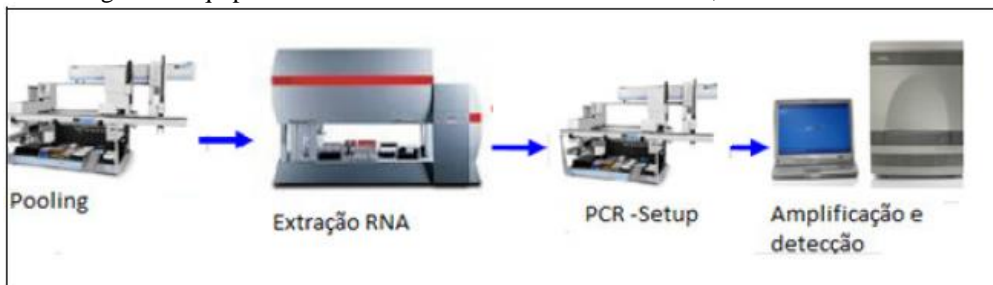 Pooling
Extração RNA
PCR -Setup
Amplificação e
detecção